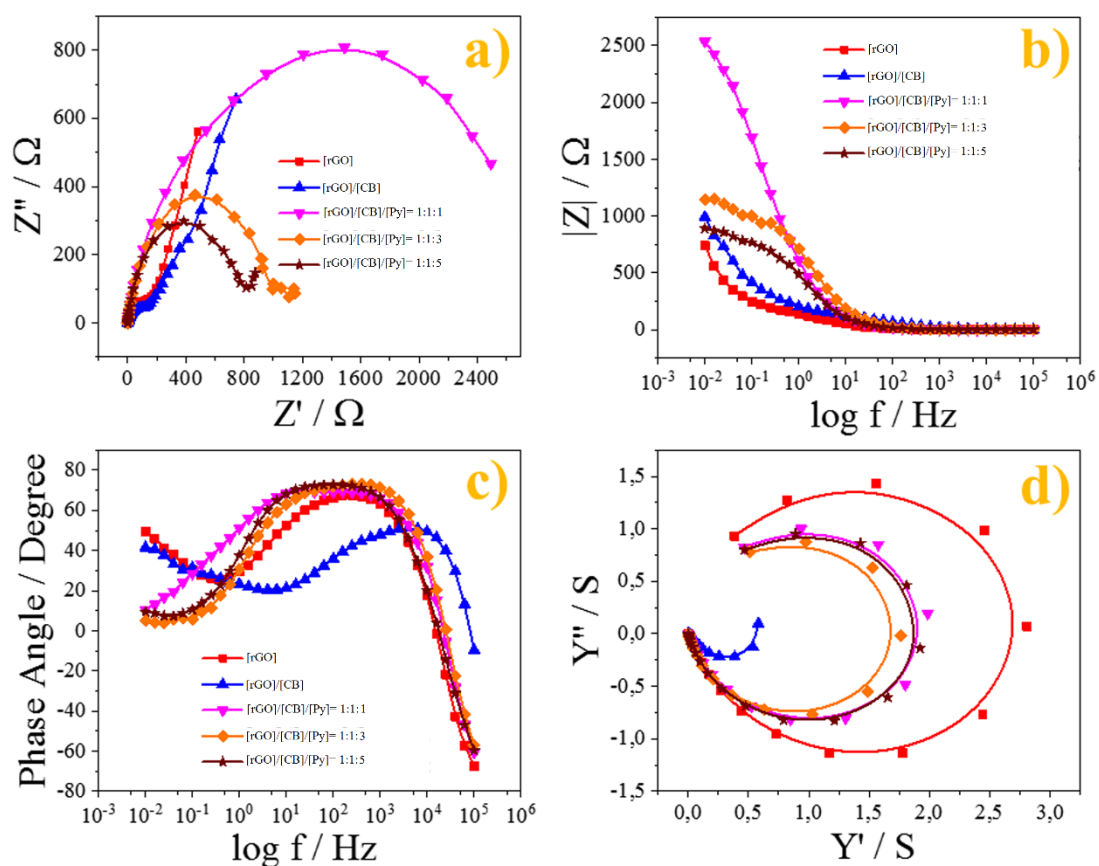 a)
Z'' / Ω
800
600
400
200
0
[rGO]
[rGO]/[CB]
[rGO]/[CB]/[Py]= 1:1:1
[rGO]/[CB]/[Py]= 1:1:3
[rGO]/[CB]/[Py]= 1:1:5
0 400 800 1200 1600 2000 2400
Z' / Ω
b)
|Z| / Ω
2500
2000
1500
1000
500
0
[rGO]
[rGO]/[CB]
[rGO]/[CB]/[Py]= 1:1:1
[rGO]/[CB]/[Py]= 1:1:3
[rGO]/[CB]/[Py]= 1:1:5
10-3 10-2 10-1 100 101 102 103 104 105 106
log f / Hz
c)
Phase Angle / Degree
80
60
40
20
0
-20
-40
-60
-80
[rGO]
[rGO]/[CB]
[rGO]/[CB]/[Py]= 1:1:1
[rGO]/[CB]/[Py]= 1:1:3
[rGO]/[CB]/[Py]= 1:1:5
10-3 10-2 10-1 100 101 102 103 104 105 106
log f / Hz
d)
Y'' / S
1,5
1,0
0,5
0,0
-0,5
-1,0
-1,5
0,0 0,5 1,0 1,5 2,0 2,5 3,0
Y' / S